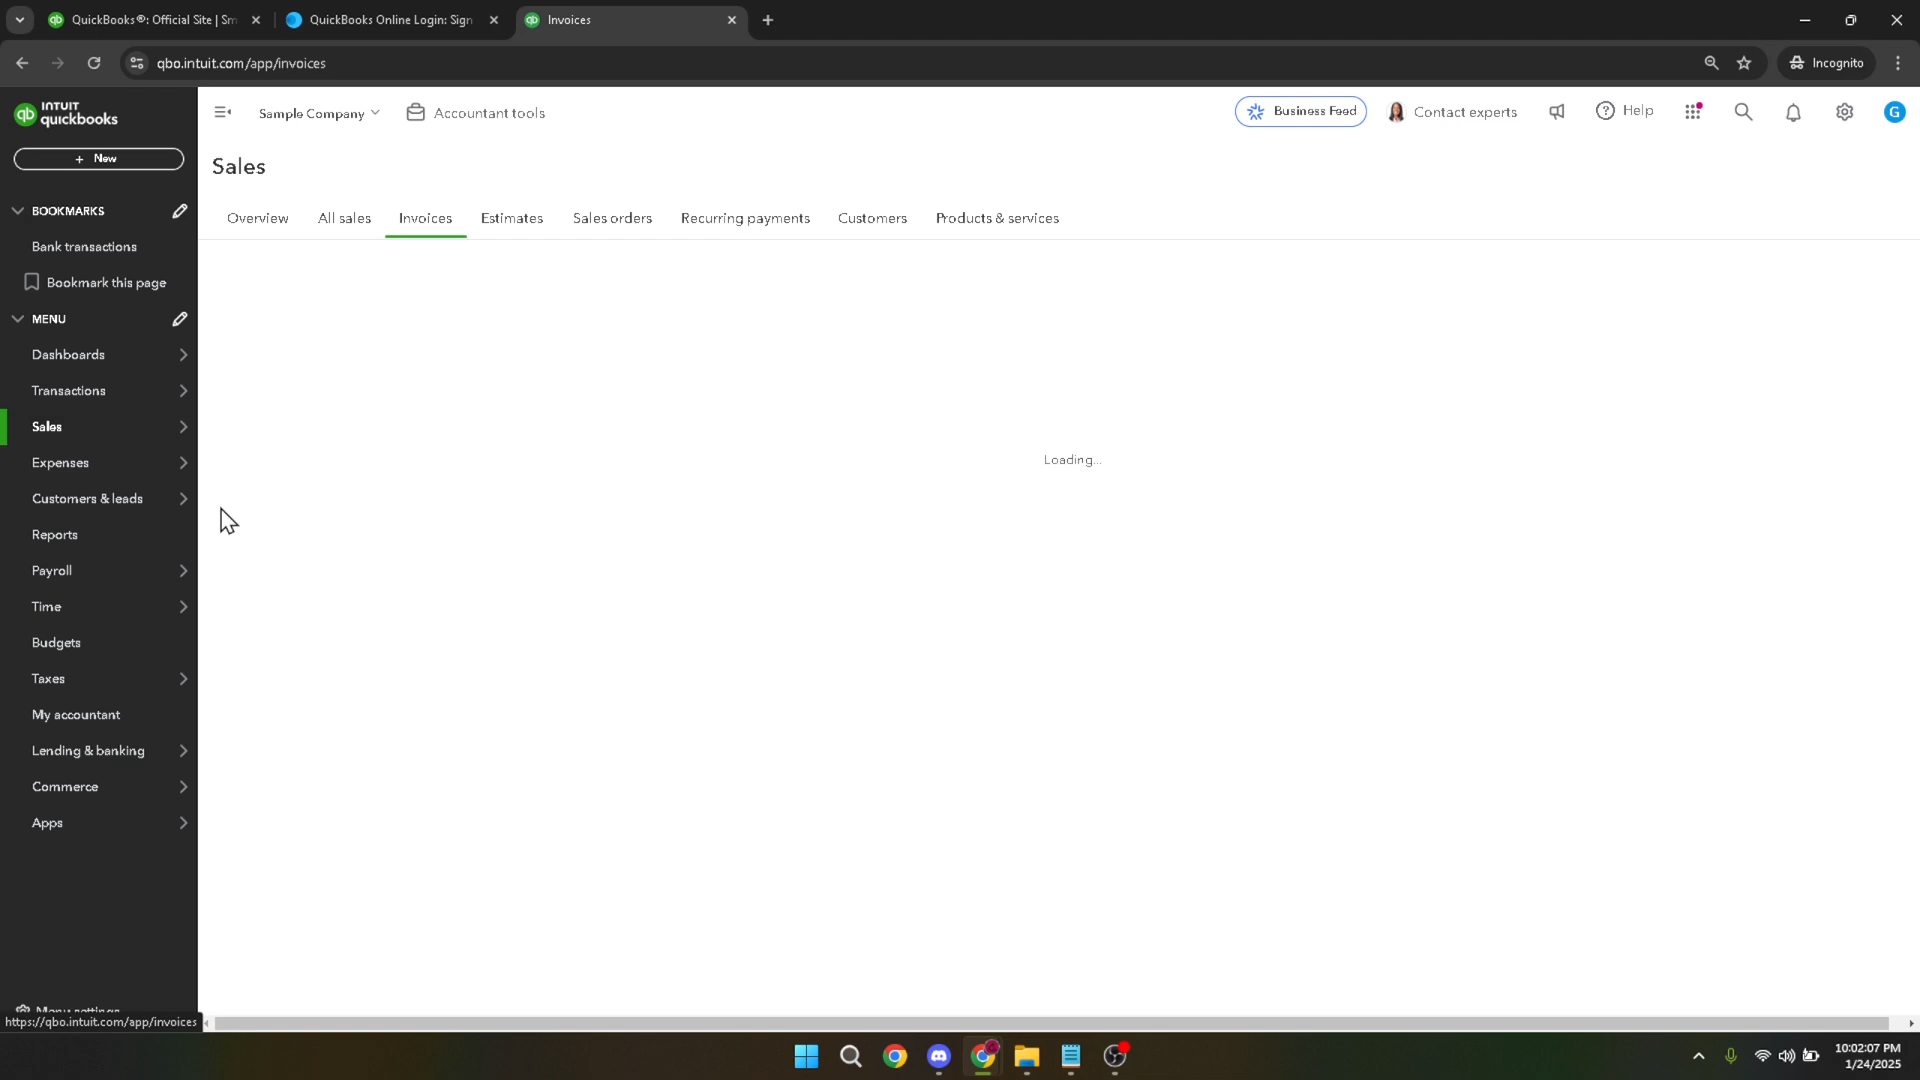 QuickBooks®: Official Site | Sm
QuickBooks Online Login: Sign
Invoices
qbo.intuit.com/app/invoices
Incognito
INTUIT
quickbooks
Sample Company
Accountant tools
Business Feed
Contact experts
Help
G
+ New
Sales
BOOKMARKS
Overview
All sales
Invoices
Estimates
Sales orders
Recurring payments
Customers
Products & services
Bank transactions
Bookmark this page
MENU
Dashboards
Transactions
Sales
Expenses
Loading...
Customers & leads
Reports
Payroll
Time
Budgets
Taxes
My accountant
Lending & banking
Commerce
Apps
Menu settings
https://qbo.intuit.com/app/invoices
10:02:07 PM
1/24/2025